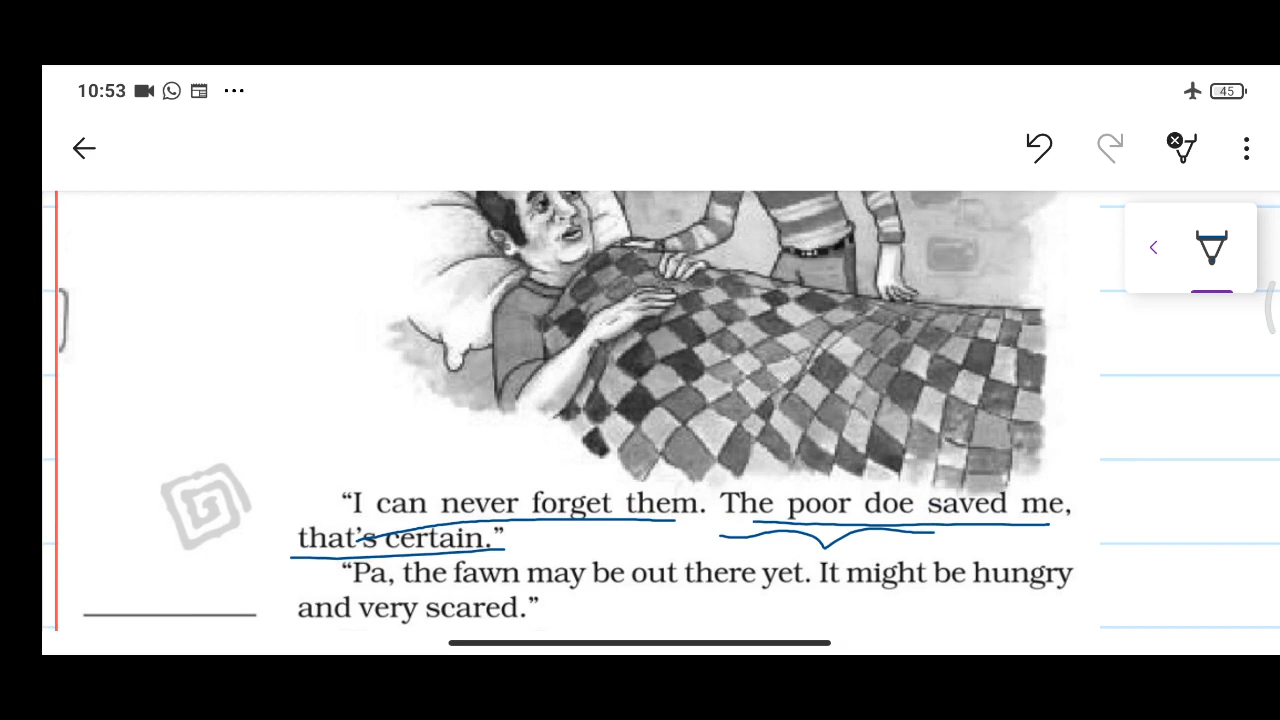 10:53
45
“I can never forget them. The poor doe saved me,
that’s certain.”
“Pa, the fawn may be out there yet. It might be hungry
and very scared.”